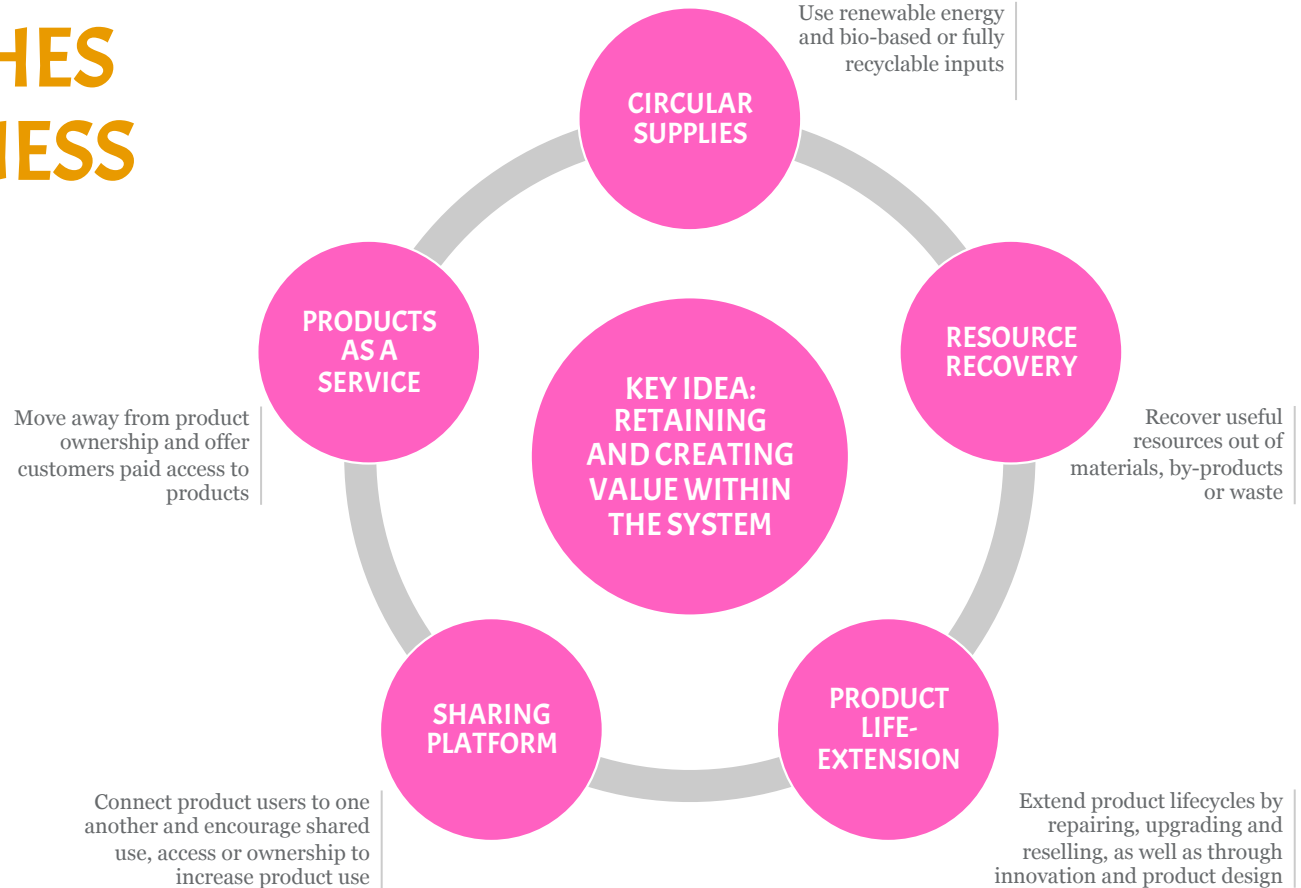 HES
NESS
Use renewable energy
and bio-based or fully
recyclable inputs
CIRCULAR
SUPPLIES
PRODUCTS
AS A
SERVICE
RESOURCE
RECOVERY
KEY IDEA:
RETAINING
AND CREATING
VALUE WITHIN
THE SYSTEM
Move away from product
ownership and offer
customers paid access to
products
Recover useful
resources out of
materials, by-products
or waste
SHARING
PLATFORM
PRODUCT
LIFE-
EXTENSION
Connect product users to one
another and encourage shared
use, access or ownership to
increase product use
Extend product lifecycles by
repairing, upgrading and
reselling, as well as through
innovation and product design